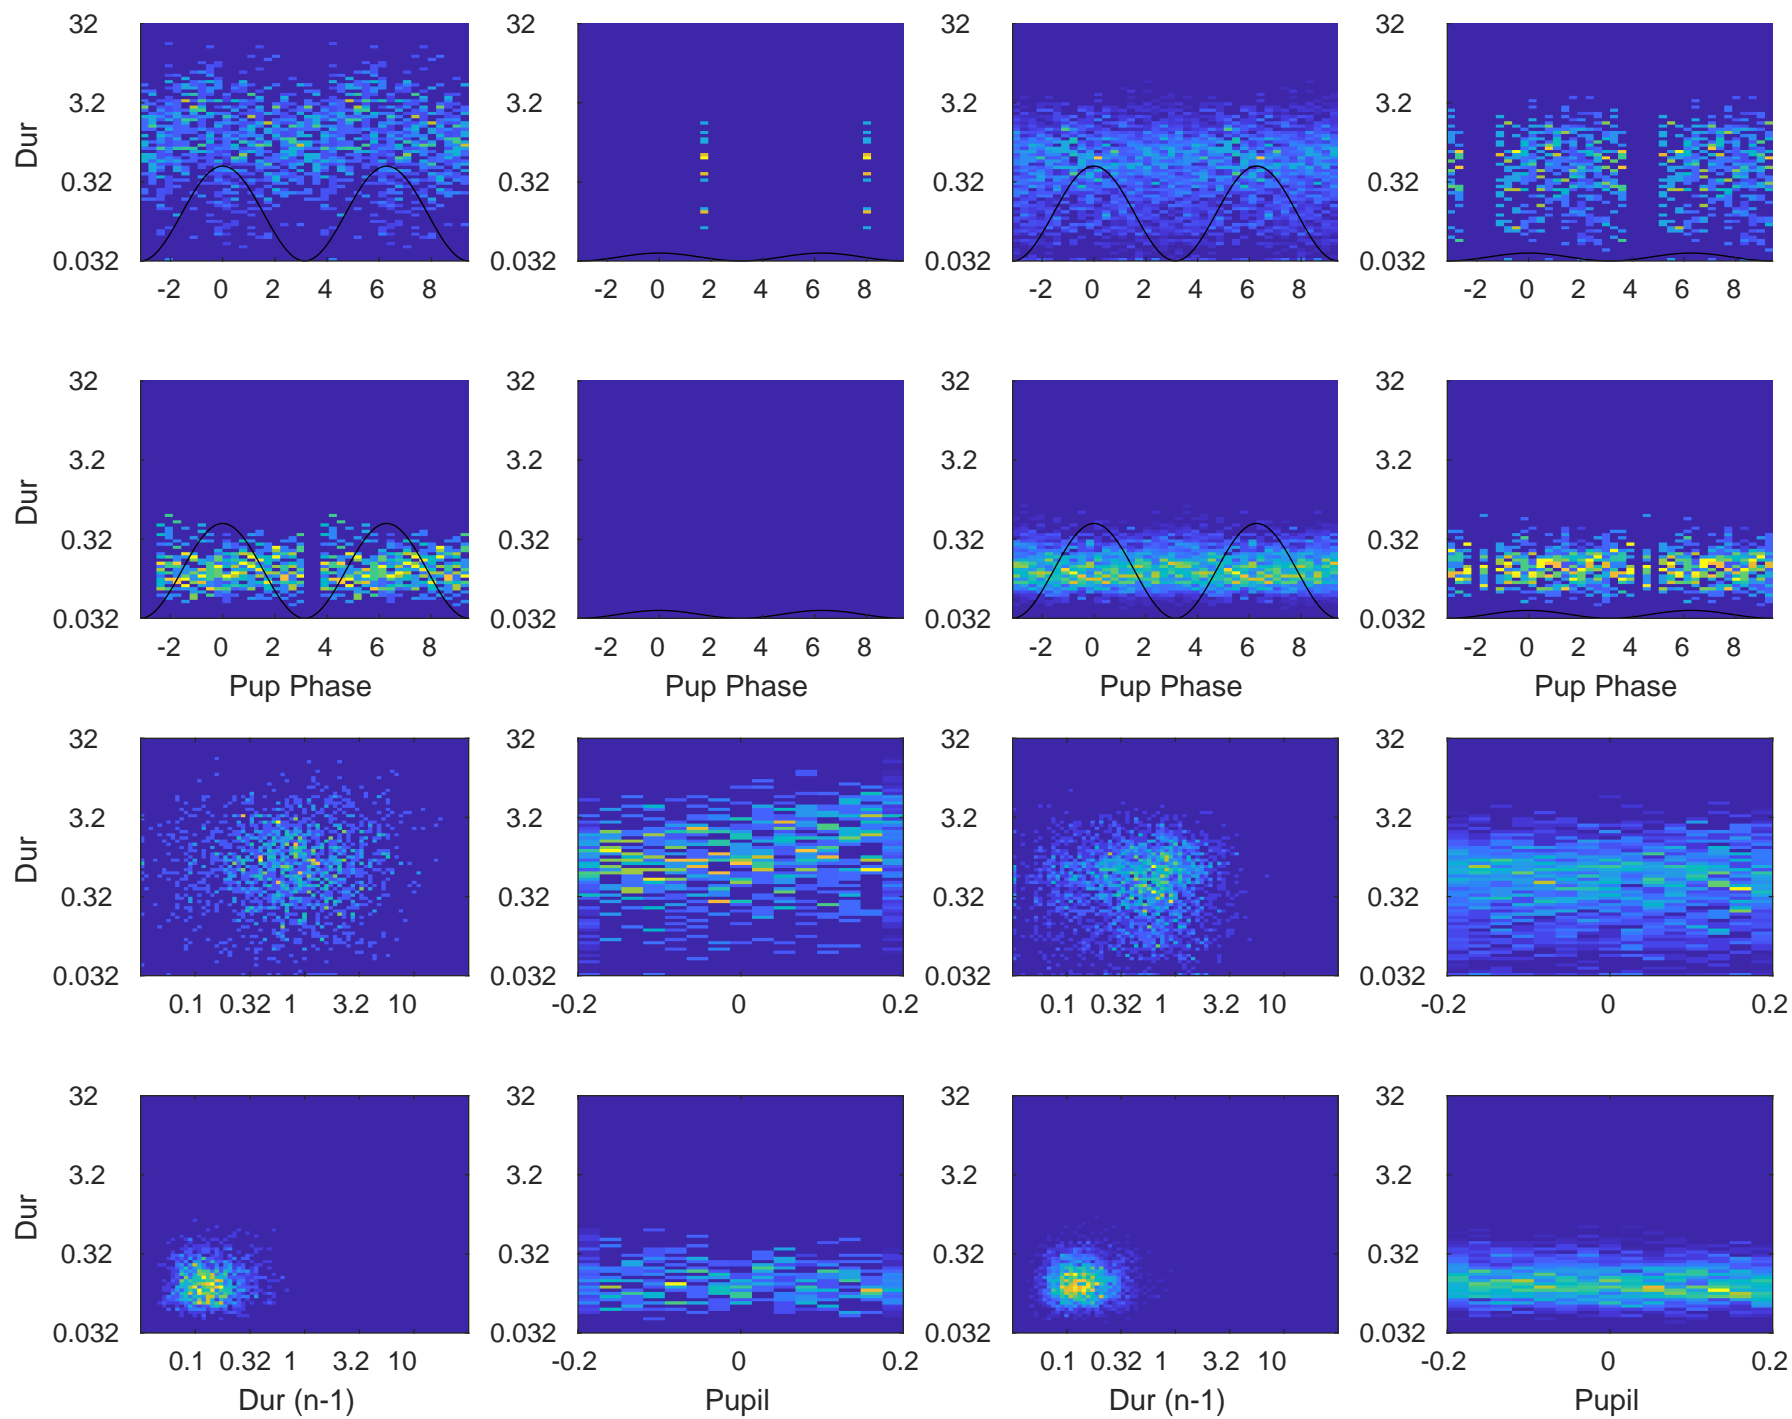 32 32 32 32
3.2 3.2 3.2 3.2
Dur
0.32 0.32 0.32 0.32
0.032 0.032 0.032 0.032
-2 0 2 4 6 8 -2 0 2 4 6 8 -2 0 2 4 6 8 -2 0 2 4 6 8
32 32 32 32
3.2 3.2 3.2 3.2
Dur
0.32 0.32 0.32 0.32
0.032 0.032 0.032 0.032
-2 0 2 4 6 8 -2 0 2 4 6 8 -2 0 2 4 6 8 -2 0 2 4 6 8
Pup Phase Pup Phase Pup Phase Pup Phase
32 32 32 32
3.2 3.2 3.2 3.2
Dur
0.32 0.32 0.32 0.32
0.032 0.032 0.032 0.032
0.1 0.32 1 3.2 10 -0.2 0 0.2 0.1 0.32 1 3.2 10 -0.2 0 0.2
32 32 32 32
3.2 3.2 3.2 3.2
Dur
0.32 0.32 0.32 0.32
0.032 0.032 0.032 0.032
0.1 0.32 1 3.2 10 -0.2 0 0.2 0.1 0.32 1 3.2 10 -0.2 0 0.2
Dur (n-1) Pupil Dur (n-1) Pupil